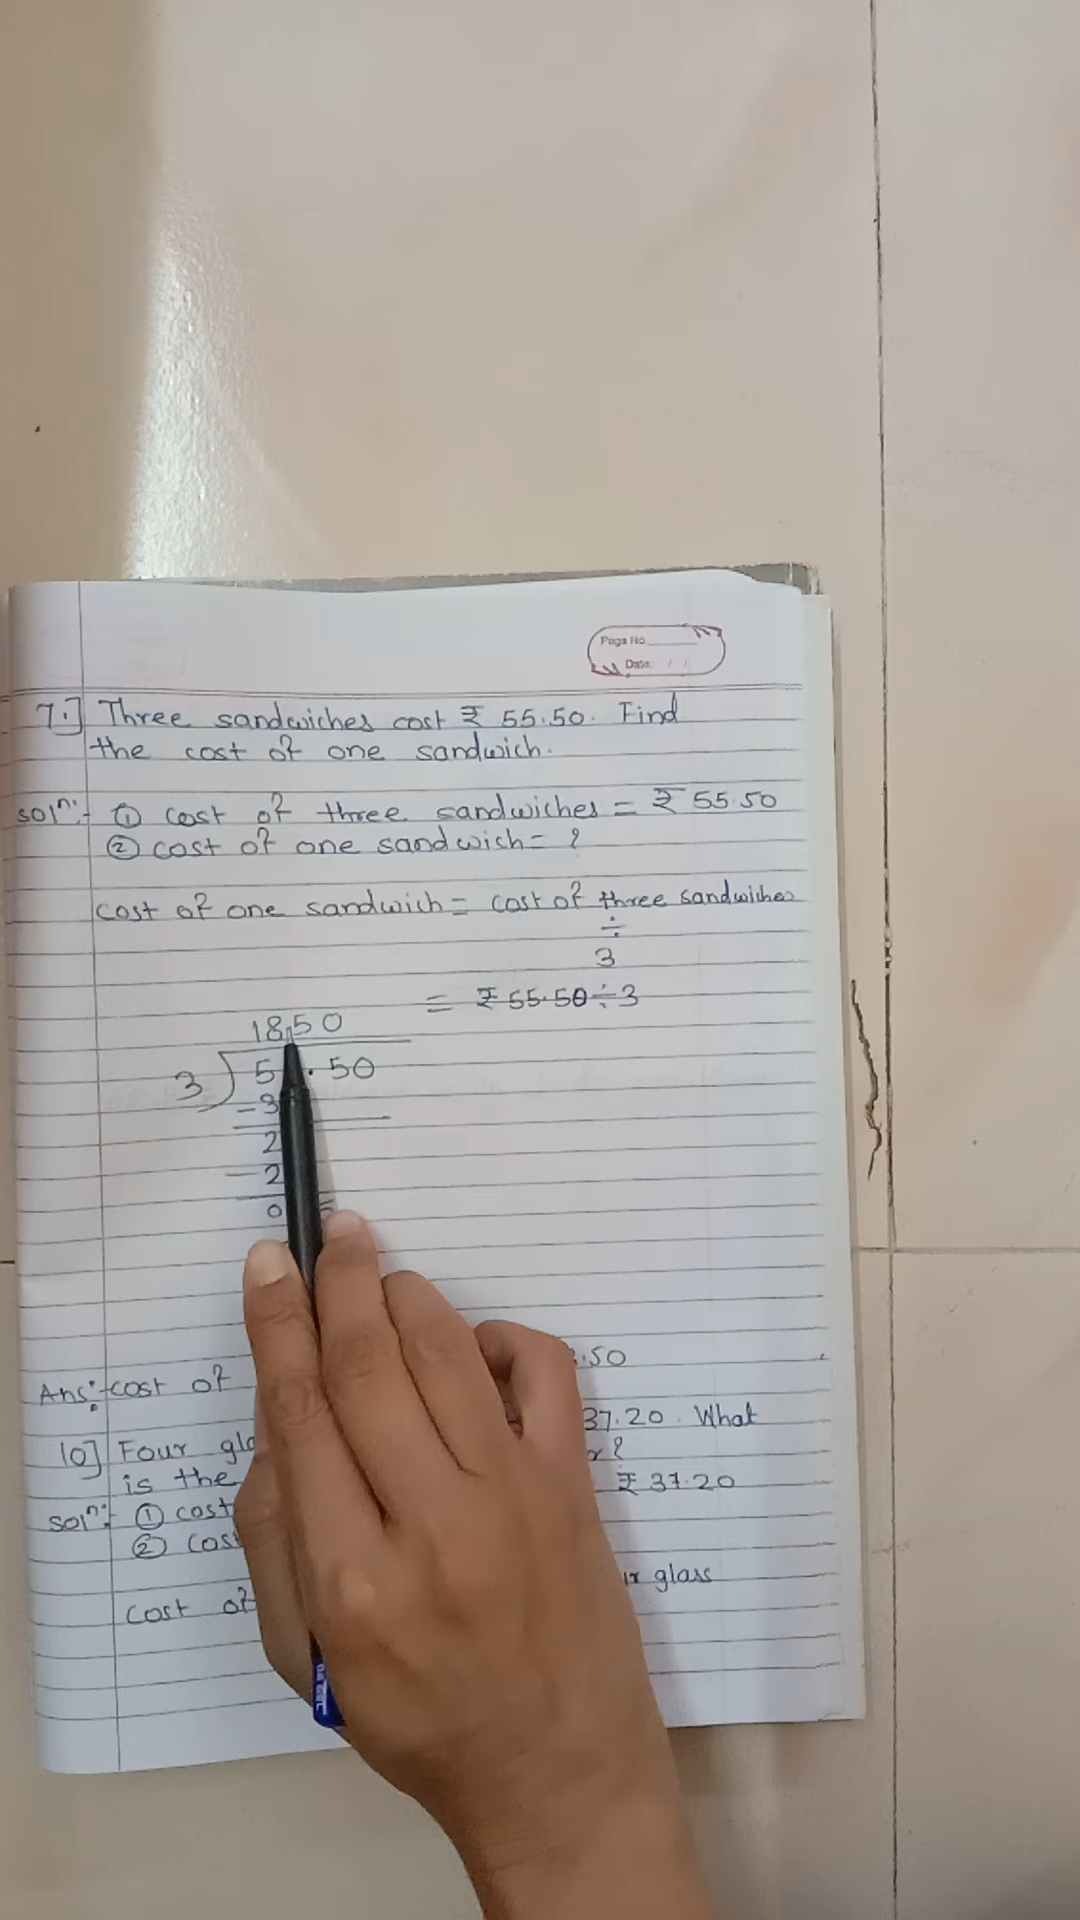 Page No.
Date: / /
7.] Three sandwiches cost ₹ 55.50. Find
the cost of one sandwich.
Solⁿ:- ① cost of three sandwiches = ₹ 55.50
② cost of one sandwich = ?
cost of one sandwich = cost of three sandwiches
÷
3
= ₹ 55.50 ÷ 3
18.50
3 ) 5 . 50
-3
2
-2
0 5
.50
Ans:- cost of
37.20. What
10] Four
is the
₹ 37.20
Solⁿ: ① cost
②
glass
cost of